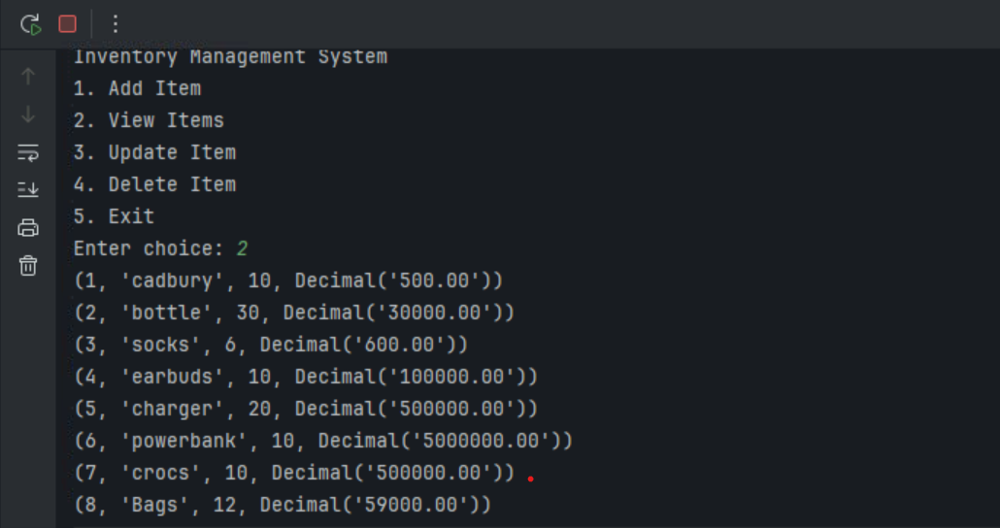 Inventory Management System
1. Add Item
2. View Items
3. Update Item
4. Delete Item
5. Exit
Enter choice: 2
(1, 'cadbury', 10, Decimal('500.00'))
(2, 'bottle', 30, Decimal('30000.00'))
(3, 'socks', 6, Decimal('600.00'))
(4, 'earbuds', 10, Decimal('100000.00'))
(5, 'charger', 20, Decimal('500000.00'))
(6, 'powerbank', 10, Decimal('5000000.00'))
(7, 'crocs', 10, Decimal('500000.00'))
(8, 'Bags', 12, Decimal('59000.00'))